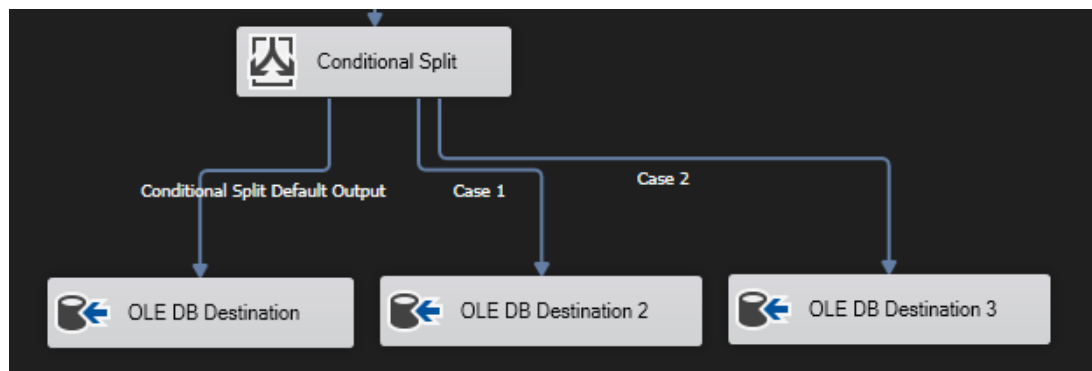 Conditional Split
Conditional Split Default Output
Case 1
Case 2
OLE DB Destination
OLE DB Destination 2
OLE DB Destination 3